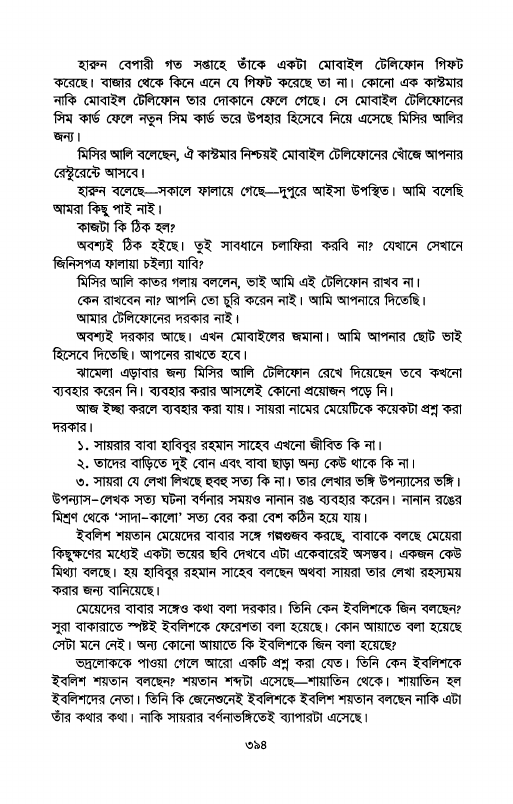 হারুন বেপারী গত সপ্তাহে তাঁকে একটা মোবাইল টেলিফোন গিফট
করেছে। বাজার থেকে কিনে এনে যে গিফট করেছে তা না। কোনো এক কাস্টমার
নাকি মোবাইল টেলিফোন তার দোকানে ফেলে গেছে। সে মোবাইল টেলিফোনের
সিম কার্ড ফেলে নতুন সিম কার্ড ভরে উপহার হিসেবে নিয়ে এসেছে মিসির আলির
জন্য।
মিসির আলি বলেছেন, ঐ কাস্টমার নিশ্চয়ই মোবাইল টেলিফোনের খোঁজে আপনার
রেস্টুরেন্টে আসবে।
হারুন বলেছে—সকালে ফালায়ে গেছে—দুপুরে আইসা উপস্থিত। আমি বলেছি
আমরা কিছু পাই নাই।
কাজটা কি ঠিক হল?
অবশ্যই ঠিক হইছে। তুই সাবধানে চলাফিরা করবি না? যেখানে সেখানে
জিনিসপত্র ফালায়া চইল্যা যাবি?
মিসির আলি কাতর গলায় বললেন, ভাই আমি এই টেলিফোন রাখব না।
কেন রাখবেন না? আপনি তো চুরি করেন নাই। আমি আপনারে দিতেছি।
আমার টেলিফোনের দরকার নাই।
অবশ্যই দরকার আছে। এখন মোবাইলের জমানা। আমি আপনার ছোট ভাই
হিসেবে দিতেছি। আপনের রাখতে হবে।
ঝামেলা এড়াবার জন্য মিসির আলি টেলিফোন রেখে দিয়েছেন তবে কখনো
ব্যবহার করেন নি। ব্যবহার করার আসলেই কোনো প্রয়োজন পড়ে নি।
আজ ইচ্ছা করলে ব্যবহার করা যায়। সায়রা নামের মেয়েটিকে কয়েকটা প্রশ্ন করা
দরকার।
১. সায়রার বাবা হাবিবুর রহমান সাহেব এখনো জীবিত কি না।
২. তাদের বাড়িতে দুই বোন এবং বাবা ছাড়া অন্য কেউ থাকে কি না।
৩. সায়রা যে লেখা লিখছে হুবহু সত্য কি না। তার লেখার ভঙ্গি উপন্যাসের ভঙ্গি।
উপন্যাস-লেখক সত্য ঘটনা বর্ণনার সময়ও নানান রঙ ব্যবহার করেন। নানান রঙের
মিশ্রণ থেকে ‘সাদা-কালো’ সত্য বের করা বেশ কঠিন হয়ে যায়।
ইবলিশ শয়তান মেয়েদের বাবার সঙ্গে গল্পগুজব করছে, বাবাকে বলছে মেয়েরা
কিছুক্ষণের মধ্যেই একটা ভয়ের ছবি দেখবে এটা একেবারেই অসম্ভব। একজন কেউ
মিথ্যা বলছে। হয় হাবিবুর রহমান সাহেব বলছেন অথবা সায়রা তার লেখা রহস্যময়
করার জন্য বানিয়েছে।
মেয়েদের বাবার সঙ্গেও কথা বলা দরকার। তিনি কেন ইবলিশকে জিন বলছেন?
সুরা বাকারাতে স্পষ্টই ইবলিশকে ফেরেশতা বলা হয়েছে। কোন আয়াতে বলা হয়েছে
সেটা মনে নেই। অন্য কোনো আয়াতে কি ইবলিশকে জিন বলা হয়েছে?
ভদ্রলোককে পাওয়া গেলে আরো একটি প্রশ্ন করা যেত। তিনি কেন ইবলিশকে
ইবলিশ শয়তান বলছেন? শয়তান শব্দটা এসেছে—শায়াতিন থেকে। শায়াতিন হল
ইবলিশদের নেতা। তিনি কি জেনেশুনেই ইবলিশকে ইবলিশ শয়তান বলছেন নাকি এটা
তাঁর কথার কথা। নাকি সায়রার বর্ণনাভঙ্গিতেই ব্যাপারটা এসেছে।
৩৯৪